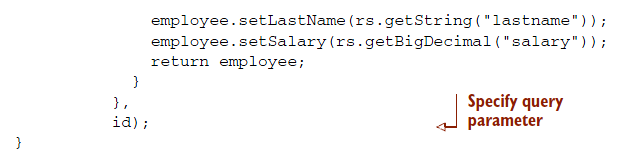 employee.setLastName(rs.getString("lastname"));
employee.setSalary(rs.getBigDecimal("salary"));
return employee;
}
},
id);
Specify query
parameter
}